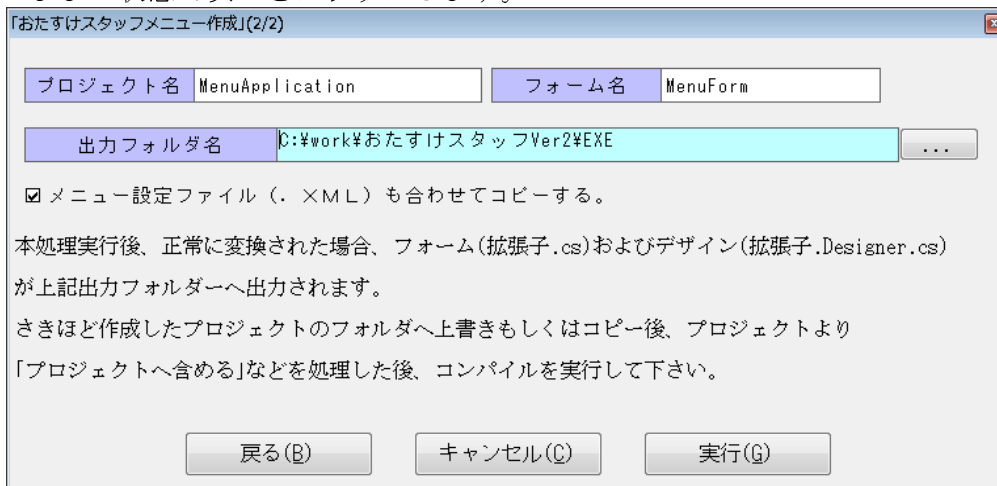 「おたすけスタッフメニュー作成」(2/2)
プロジェクト名 MenuApplication フォーム名 MenuForm
出力フォルダ名 C:¥work¥おたすけスタッフVer2¥EXE ...
メニュー設定ファイル（．ＸＭＬ）も合わせてコピーする。
本処理実行後、正常に変換された場合、フォーム(拡張子.cs)およびデザイン(拡張子.Designer.cs)
が上記出力フォルダーへ出力されます。
さきほど作成したプロジェクトのフォルダへ上書きもしくはコピー後、プロジェクトより
「プロジェクトへ含める」などを処理した後、コンパイルを実行して下さい。
戻る(B) キャンセル(C) 実行(G)